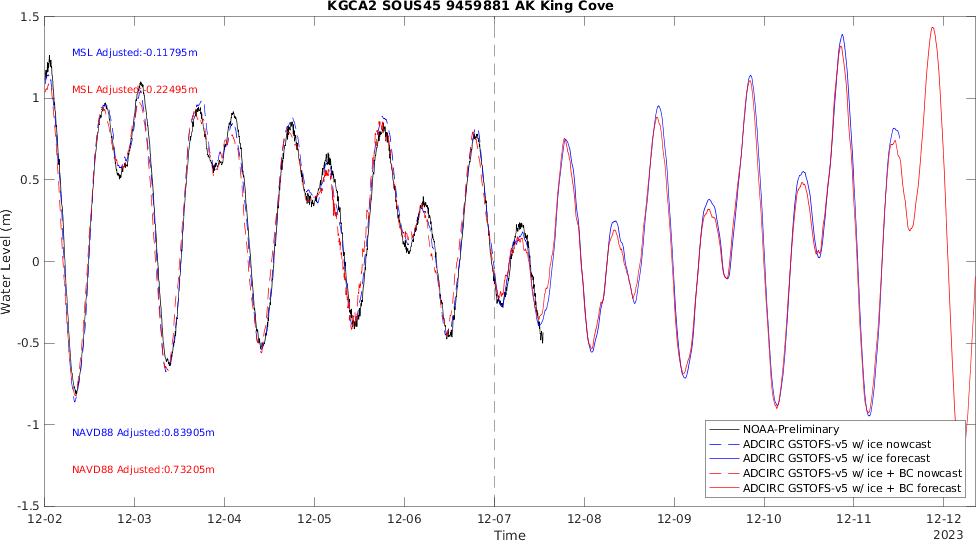 KGCA2 SOUS45 9459881 AK King Cove
1.5
1
0.5
0
-0.5
-1
-1.5
Water Level (m)
MSL Adjusted:-0.11795m
MSL Adjusted:-0.22495m
NAVD88 Adjusted:0.83905m
NAVD88 Adjusted:0.73205m
NOAA-Preliminary
ADCIRC GSTOFS-v5 w/ ice nowcast
ADCIRC GSTOFS-v5 w/ ice forecast
ADCIRC GSTOFS-v5 w/ ice + BC nowcast
ADCIRC GSTOFS-v5 w/ ice + BC forecast
12-02 12-03 12-04 12-05 12-06 12-07 12-08 12-09 12-10 12-11 12-12
2023
Time